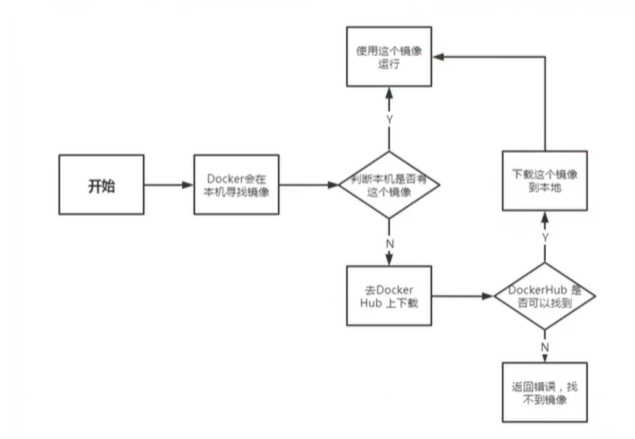 使用这个镜像
运行
Y
开始
Docker会在
本机寻找镜像
判断本机是否有
这个镜像
下载这个镜像
到本地
N
Y
去Docker
Hub 上下载
DockerHub 是
否可以找到
N
返回错误，找
不到镜像